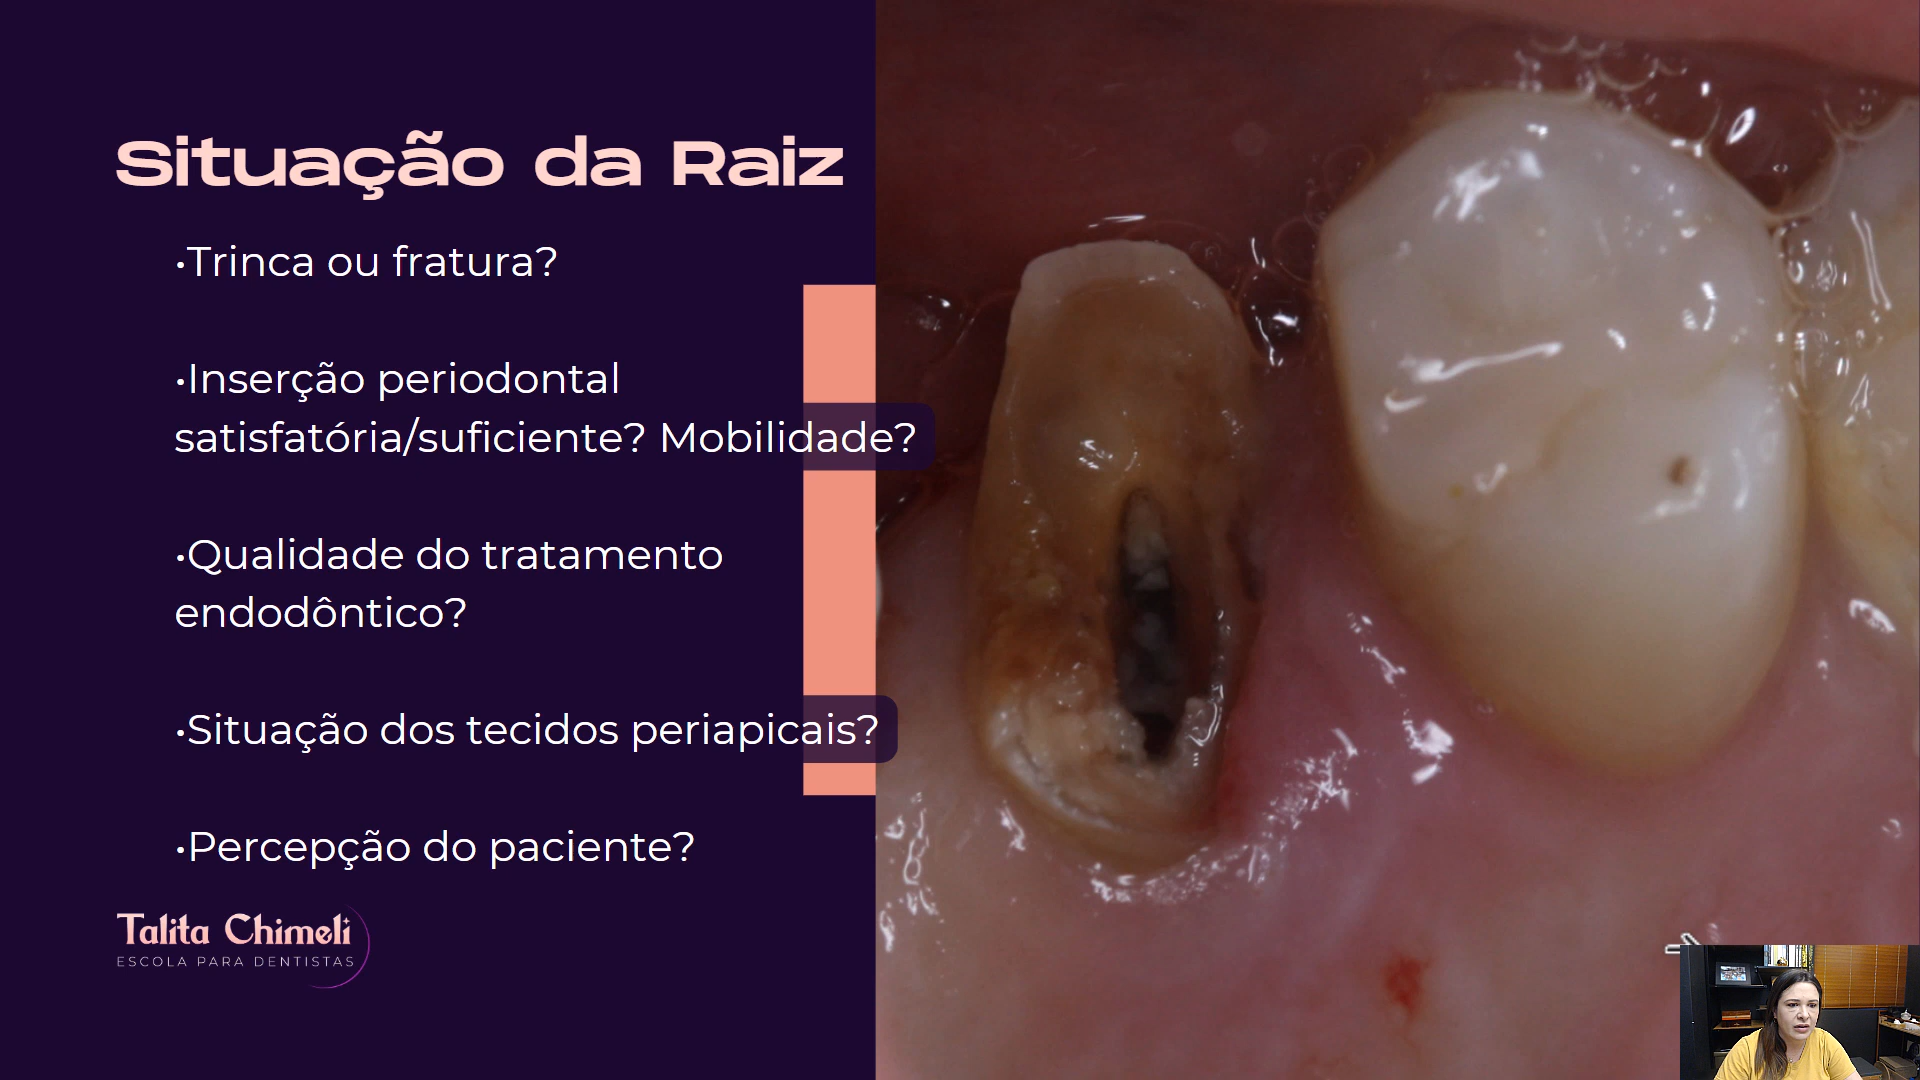 Situação da Raiz
•Trinca ou fratura?
•Inserção periodontal
satisfatória/suficiente? Mobilidade?
•Qualidade do tratamento
endodôntico?
•Situação dos tecidos periapicais?
•Percepção do paciente?
Talita Chimeli
ESCOLA PARA DENTISTAS